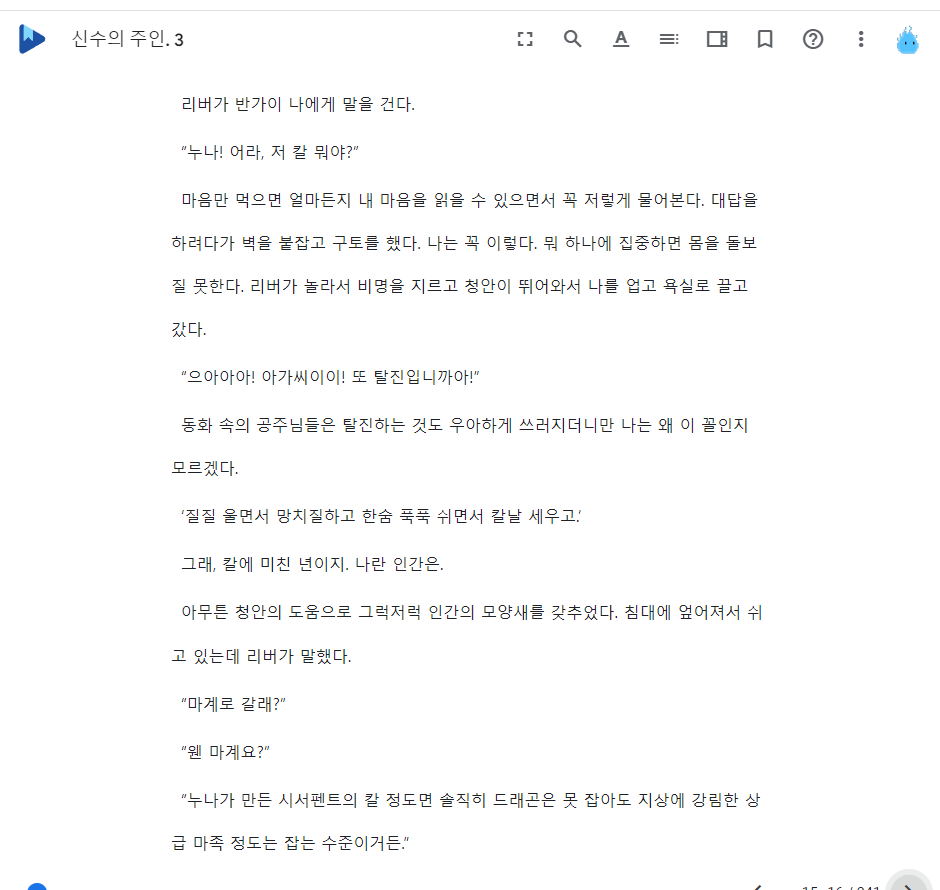 신수의 주인. 3
리버가 반가이 나에게 말을 건다.
“누나! 어라, 저 칼 뭐야?”
마음만 먹으면 얼마든지 내 마음을 읽을 수 있으면서 꼭 저렇게 물어본다. 대답을
하려다가 벽을 붙잡고 구토를 했다. 나는 꼭 이렇다. 뭐 하나에 집중하면 몸을 돌보
질 못한다. 리버가 놀라서 비명을 지르고 청안이 뛰어와서 나를 업고 욕실로 끌고
갔다.
“으아아아! 아가씨이이! 또 탈진입니까아!”
동화 속의 공주님들은 탈진하는 것도 우아하게 쓰러지더니만 나는 왜 이 꼴인지
모르겠다.
‘질질 울면서 망치질하고 한숨 푹푹 쉬면서 칼날 세우고.’
그래, 칼에 미친 년이지. 나란 인간은.
아무튼 청안의 도움으로 그럭저럭 인간의 모양새를 갖추었다. 침대에 엎어져서 쉬
고 있는데 리버가 말했다.
“마계로 갈래?”
“웬 마계요?”
“누나가 만든 시서펜트의 칼 정도면 솔직히 드래곤은 못 잡아도 지상에 강림한 상
급 마족 정도는 잡는 수준이거든.”